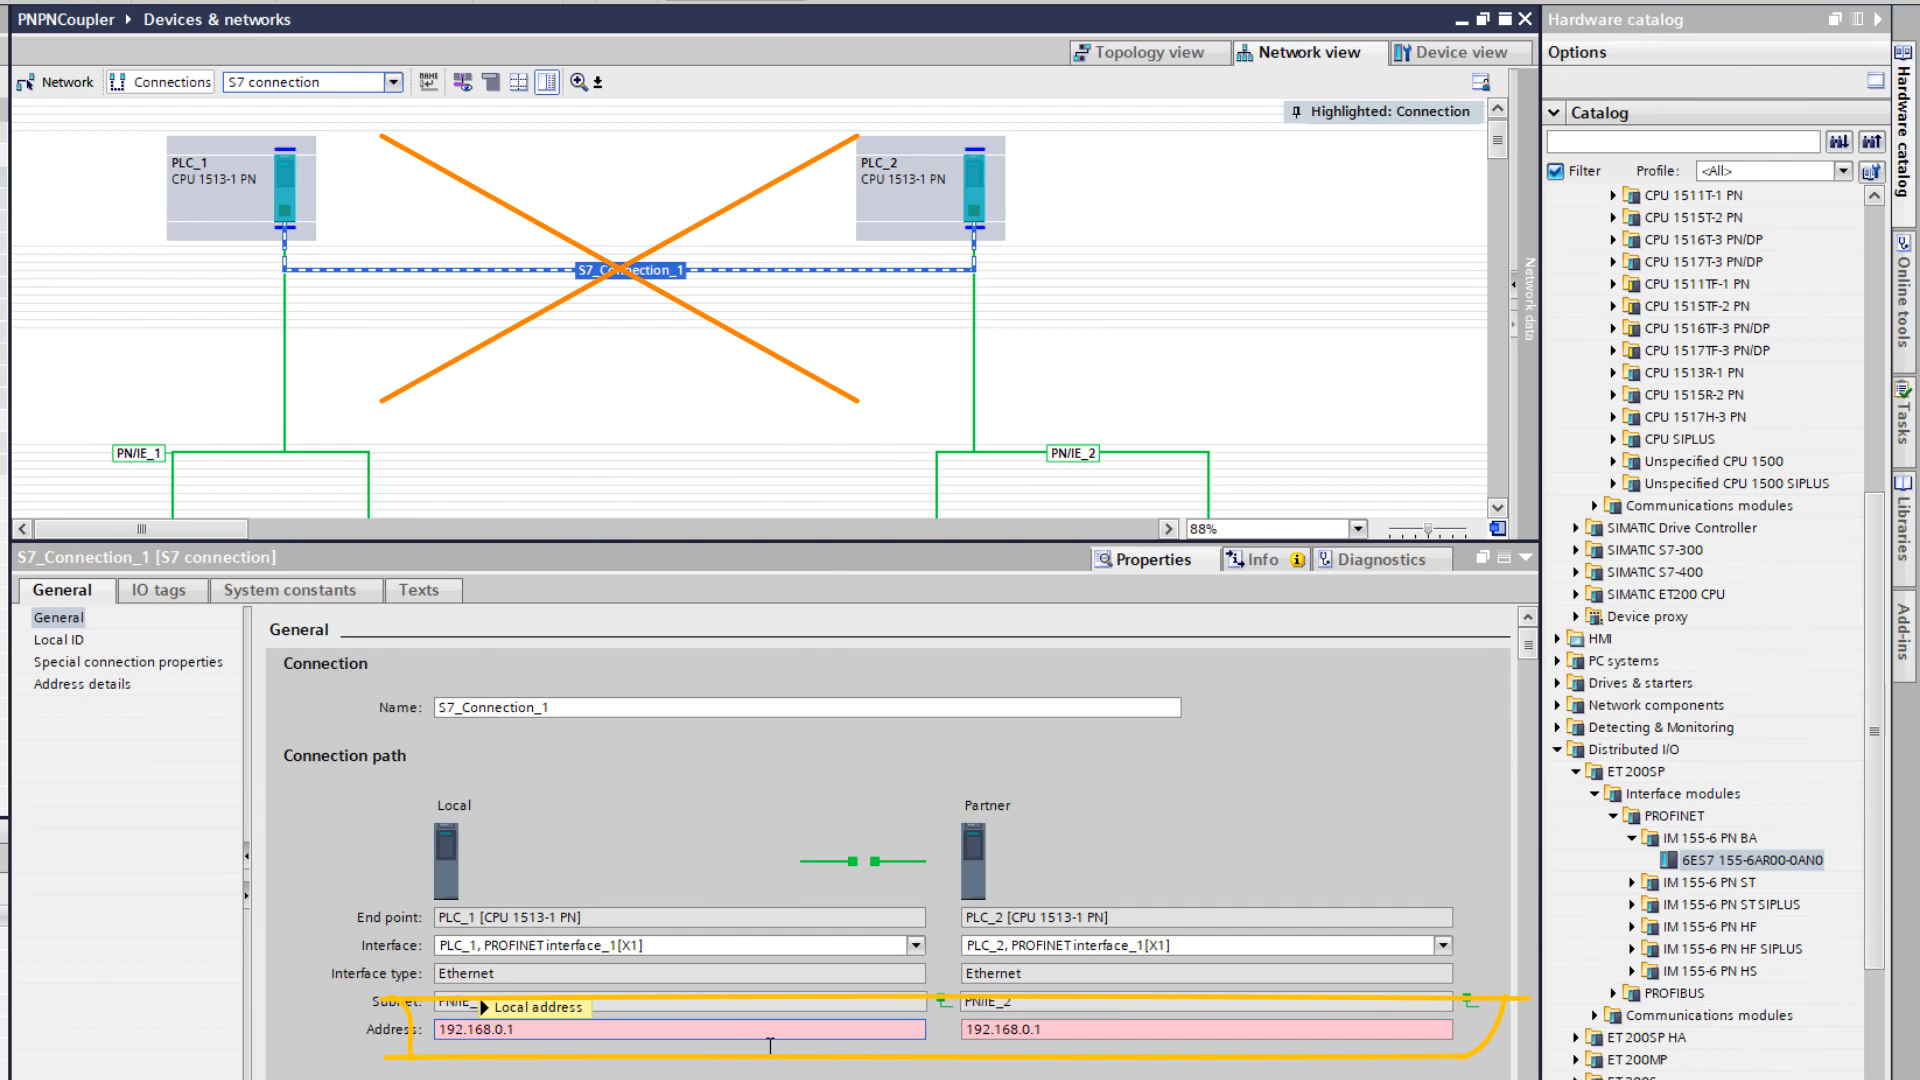 PNPNCoupler ▸ Devices & networks
Topology view
Network view
Device view
Network
Connections
S7 connection
Highlighted: Connection
PLC_1
CPU 1513-1 PN
PLC_2
CPU 1513-1 PN
S7_Connection_1
PN/IE_1
PN/IE_2
88%
Network data
S7_Connection_1 [S7 connection]
Properties
Info
Diagnostics
General
IO tags
System constants
Texts
General
Local ID
Special connection properties
Address details
General
Connection
Name: S7_Connection_1
Connection path
Local
Partner
End point: PLC_1 [CPU 1513-1 PN] PLC_2 [CPU 1513-1 PN]
Interface: PLC_1, PROFINET interface_1[X1] PLC_2, PROFINET interface_1[X1]
Interface type: Ethernet Ethernet
Subnet: PN/IE_ PN/IE_2
Local address
Address: 192.168.0.1 192.168.0.1
Hardware catalog
Options
Catalog
Filter
Profile: <All>
CPU 1511T-1 PN
CPU 1515T-2 PN
CPU 1516T-3 PN/DP
CPU 1517T-3 PN/DP
CPU 1511TF-1 PN
CPU 1515TF-2 PN
CPU 1516TF-3 PN/DP
CPU 1517TF-3 PN/DP
CPU 1513R-1 PN
CPU 1515R-2 PN
CPU 1517H-3 PN
CPU SIPLUS
Unspecified CPU 1500
Unspecified CPU 1500 SIPLUS
Communications modules
SIMATIC Drive Controller
SIMATIC S7-300
SIMATIC S7-400
SIMATIC ET200 CPU
Device proxy
HMI
PC systems
Drives & starters
Network components
Detecting & Monitoring
Distributed I/O
ET 200SP
Interface modules
PROFINET
IM 155-6 PN BA
6ES7 155-6AR00-0AN0
IM 155-6 PN ST
IM 155-6 PN ST SIPLUS
IM 155-6 PN HF
IM 155-6 PN HF SIPLUS
IM 155-6 PN HS
PROFIBUS
Communications modules
ET 200SP HA
ET 200MP
Hardware catalog
Online tools
Tasks
Libraries
Add-ins